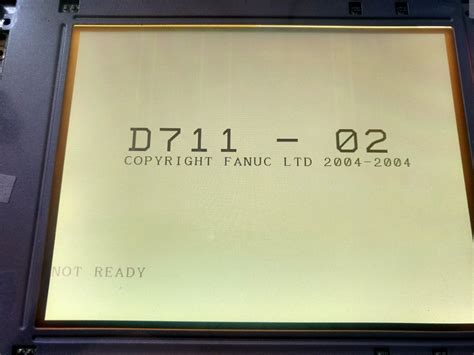 D711 - 02
COPYRIGHT FANUC LTD 2004-2004
NOT READY